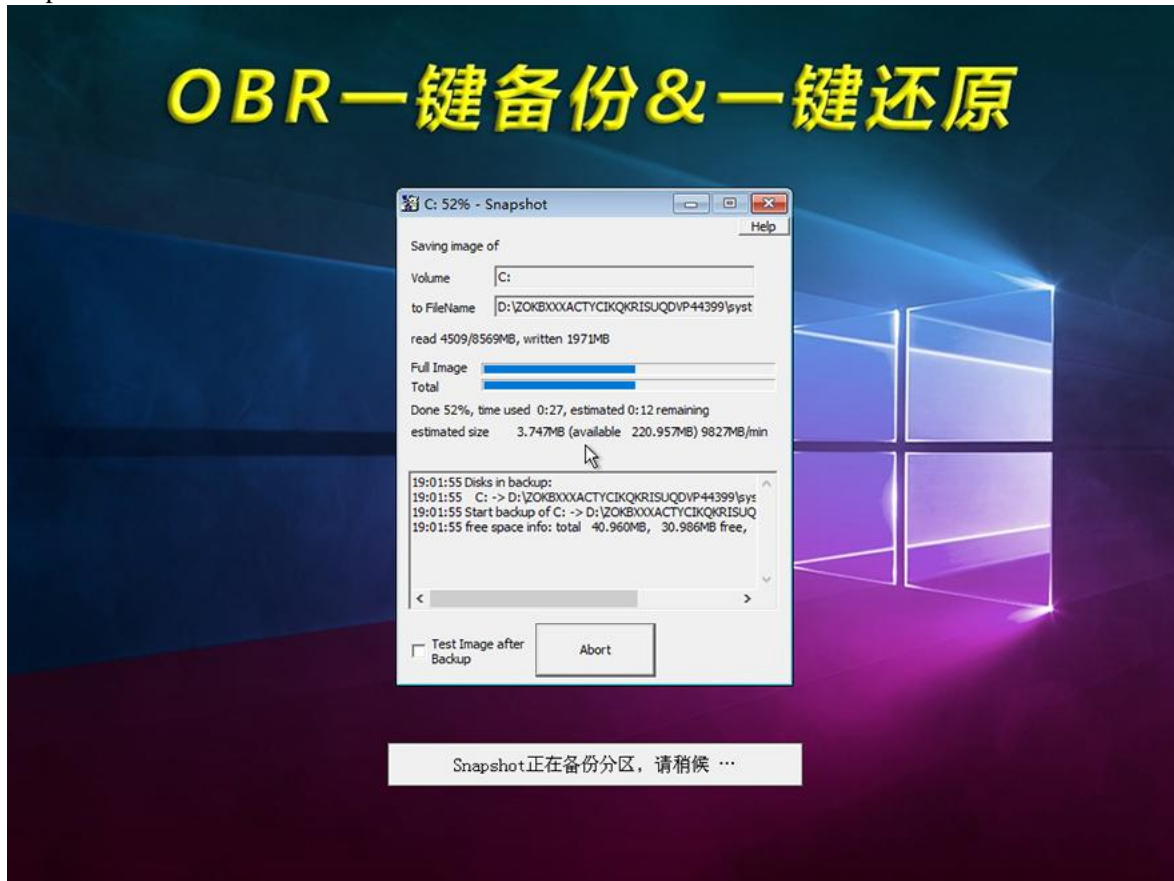 OBR一键备份&一键还原
C: 52% - Snapshot
Help
Saving image of
Volume C:
to FileName D:\ZOKBXXXACTYCIKQKRISUQDVP44399\syst
read 4509/8569MB, written 1971MB
Full Image
Total
Done 52%, time used 0:27, estimated 0:12 remaining
estimated size 3.747MB (available 220.957MB) 9827MB/min
19:01:55 Disks in backup:
19:01:55 C: -> D:\ZOKBXXXACTYCIKQKRISUQDVP44399\sys
19:01:55 Start backup of C: -> D:\ZOKBXXXACTYCIKQKRISUQ
19:01:55 free space info: total 40.960MB, 30.986MB free,
Test Image after
Backup
Abort
Snapshot正在备份分区，请稍候 …